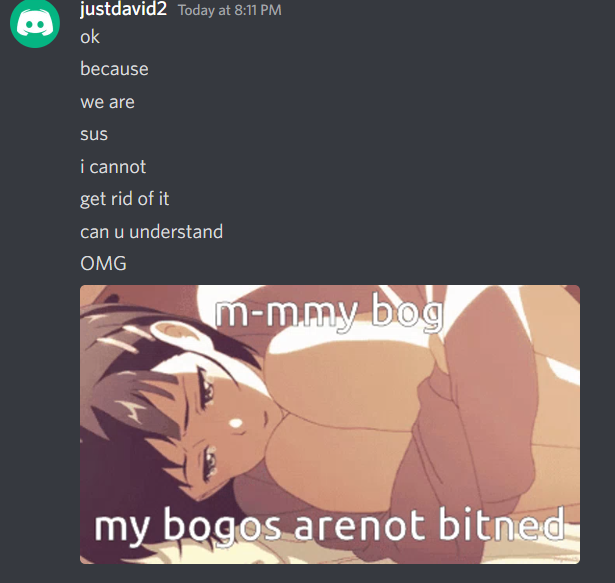 justdavid2 Today at 8:11 PM
ok
because
we are
sus
i cannot
get rid of it
can u understand
OMG
m-mmy bog
my bogos arenot bitned